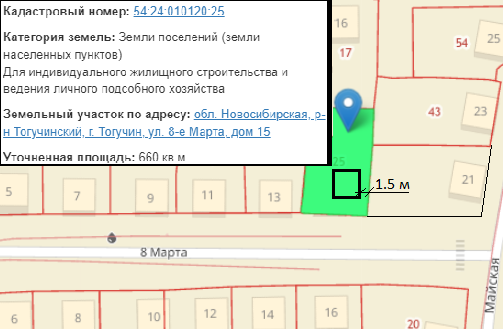 Кадастровый номер: 54:24:010120:25
Категория земель: Земли поселений (земли
населенных пунктов)
Для индивидуального жилищного строительства и
ведения личного подсобного хозяйства
Земельный участок по адресу: обл. Новосибирская, р-
н Тогучинский, г. Тогучин, ул. 8-е Марта, дом 15
Уточненная площадь: 660 кв.м
25
54
17
43
23
25
1.5 м
21
5
7
9
11
13
8 Марта
Майская
6
8
10
12
14
16
20